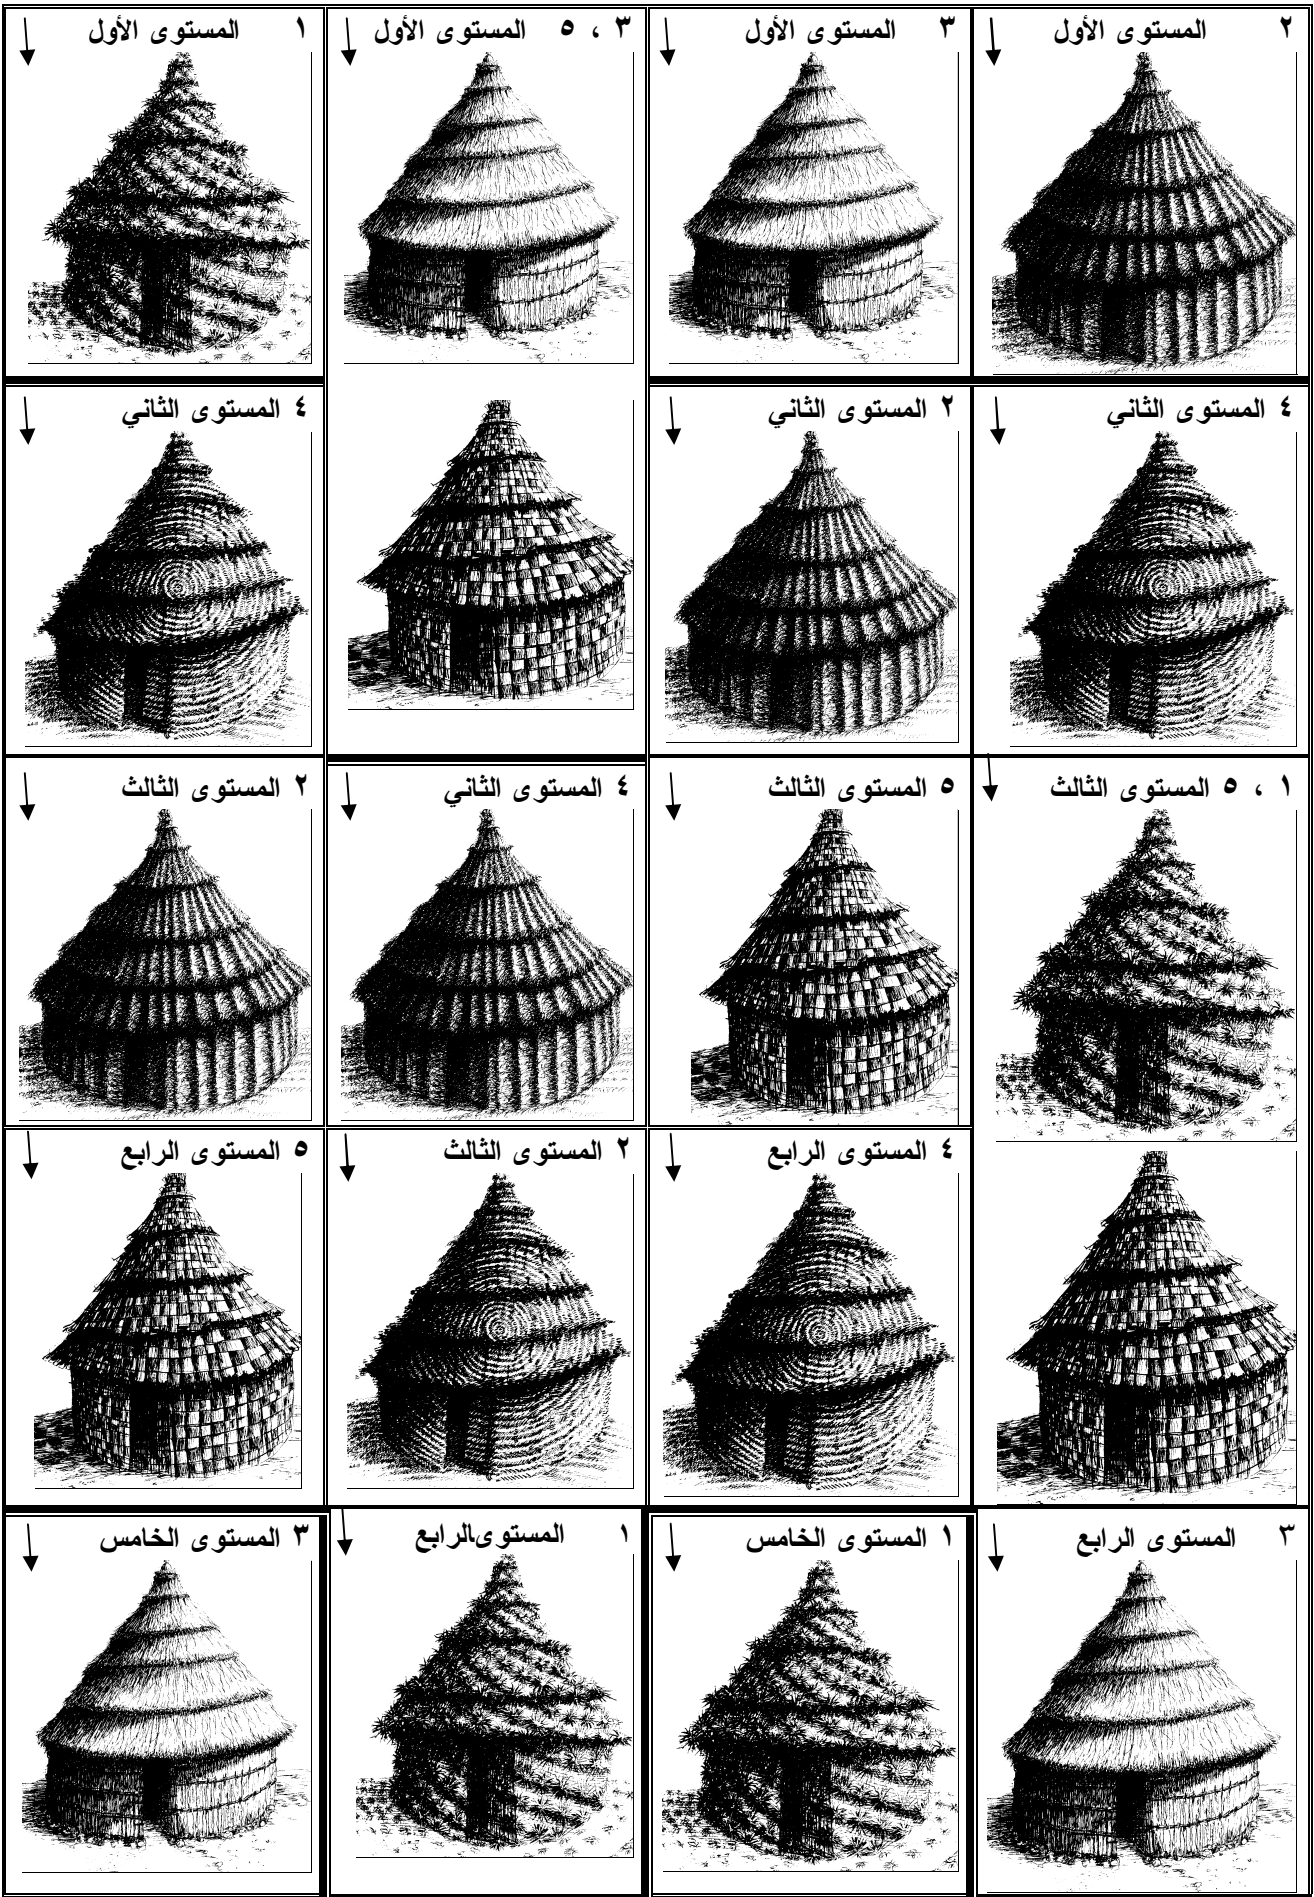 ٢ المستوى الأول
٣ المستوى الأول
٣ ، ٥ المستوى الأول
١ المستوى الأول
٤ المستوى الثاني
٢ المستوى الثاني
٤ المستوى الثاني
١ ، ٥ المستوى الثالث
٥ المستوى الثالث
٤ المستوى الثاني
٢ المستوى الثالث
٤ المستوى الرابع
٢ المستوى الثالث
٥ المستوى الرابع
٣ المستوى الرابع
١ المستوى الخامس
١ المستوى الرابع
٣ المستوى الخامس